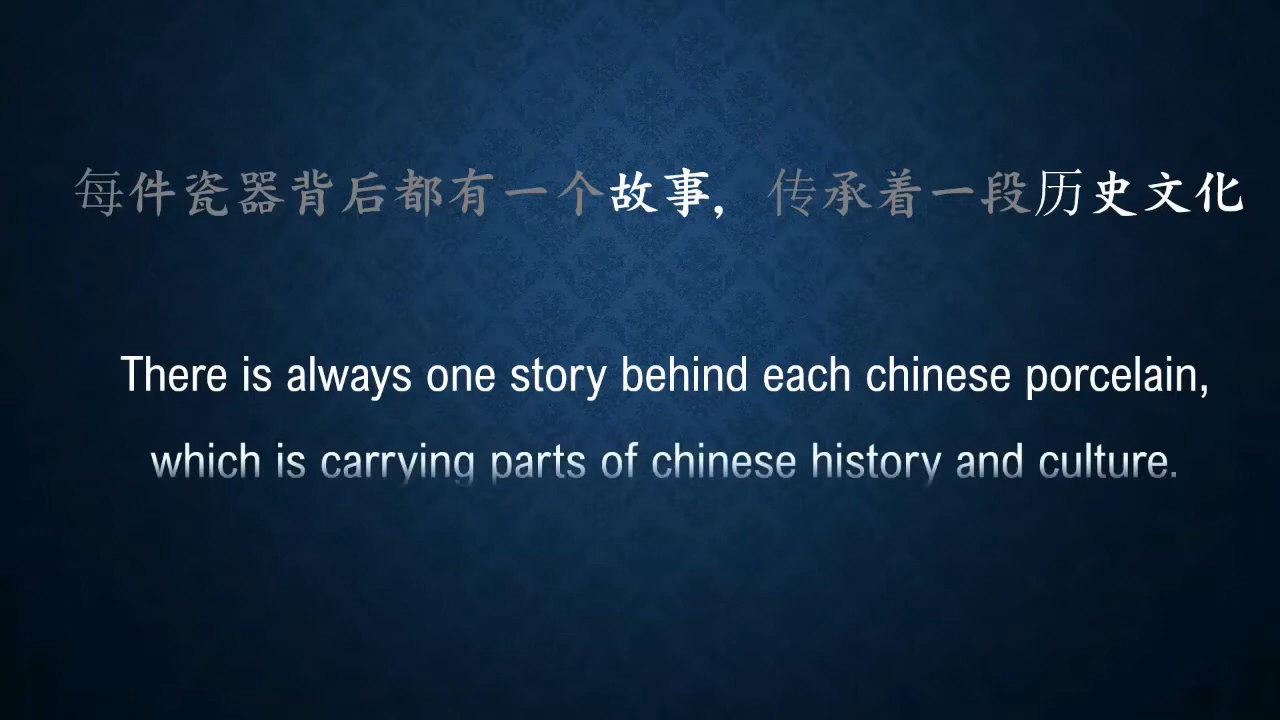 每件瓷器背后都有一个故事，传承着一段历史文化
There is always one story behind each chinese porcelain,
which is carrying parts of chinese history and culture.